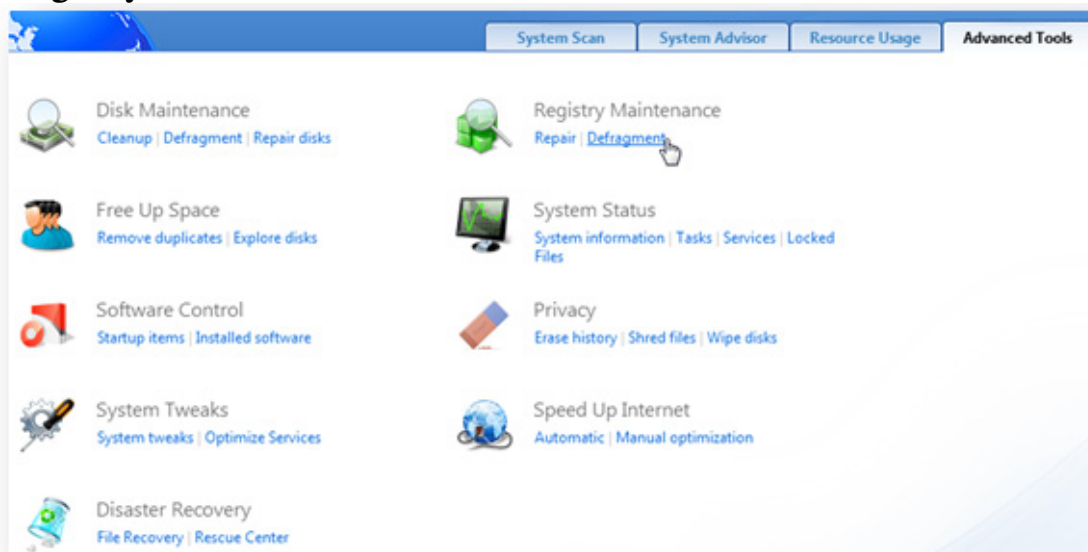 System Scan
System Advisor
Resource Usage
Advanced Tools
Disk Maintenance
Cleanup | Defragment | Repair disks
Registry Maintenance
Repair | Defragment
Free Up Space
Remove duplicates | Explore disks
System Status
System information | Tasks | Services | Locked
Files
Software Control
Startup items | Installed software
Privacy
Erase history | Shred files | Wipe disks
System Tweaks
System tweaks | Optimize Services
Speed Up Internet
Automatic | Manual optimization
Disaster Recovery
File Recovery | Rescue Center